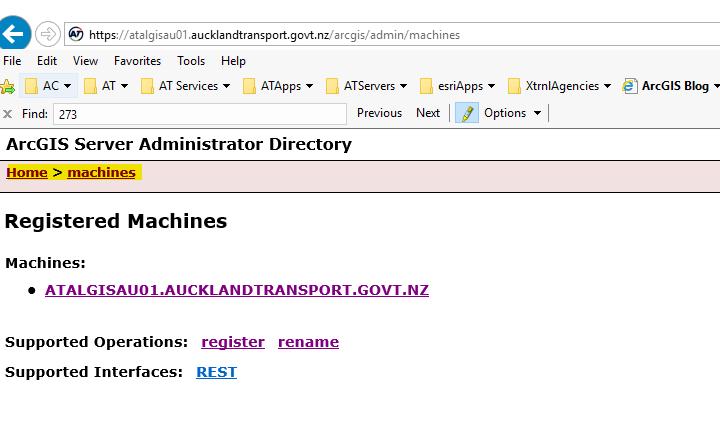 https://atalgisau01.aucklandtransport.govt.nz/arcgis/admin/machines
File Edit View Favorites Tools Help
AC AT AT Services ATApps ATServers esriApps XtrnlAgencies ArcGIS Blog
x Find: 273 Previous Next Options
ArcGIS Server Administrator Directory
Home > machines
Registered Machines
Machines:
• ATALGISAU01.AUCKLANDTRANSPORT.GOVT.NZ
Supported Operations: register rename
Supported Interfaces: REST